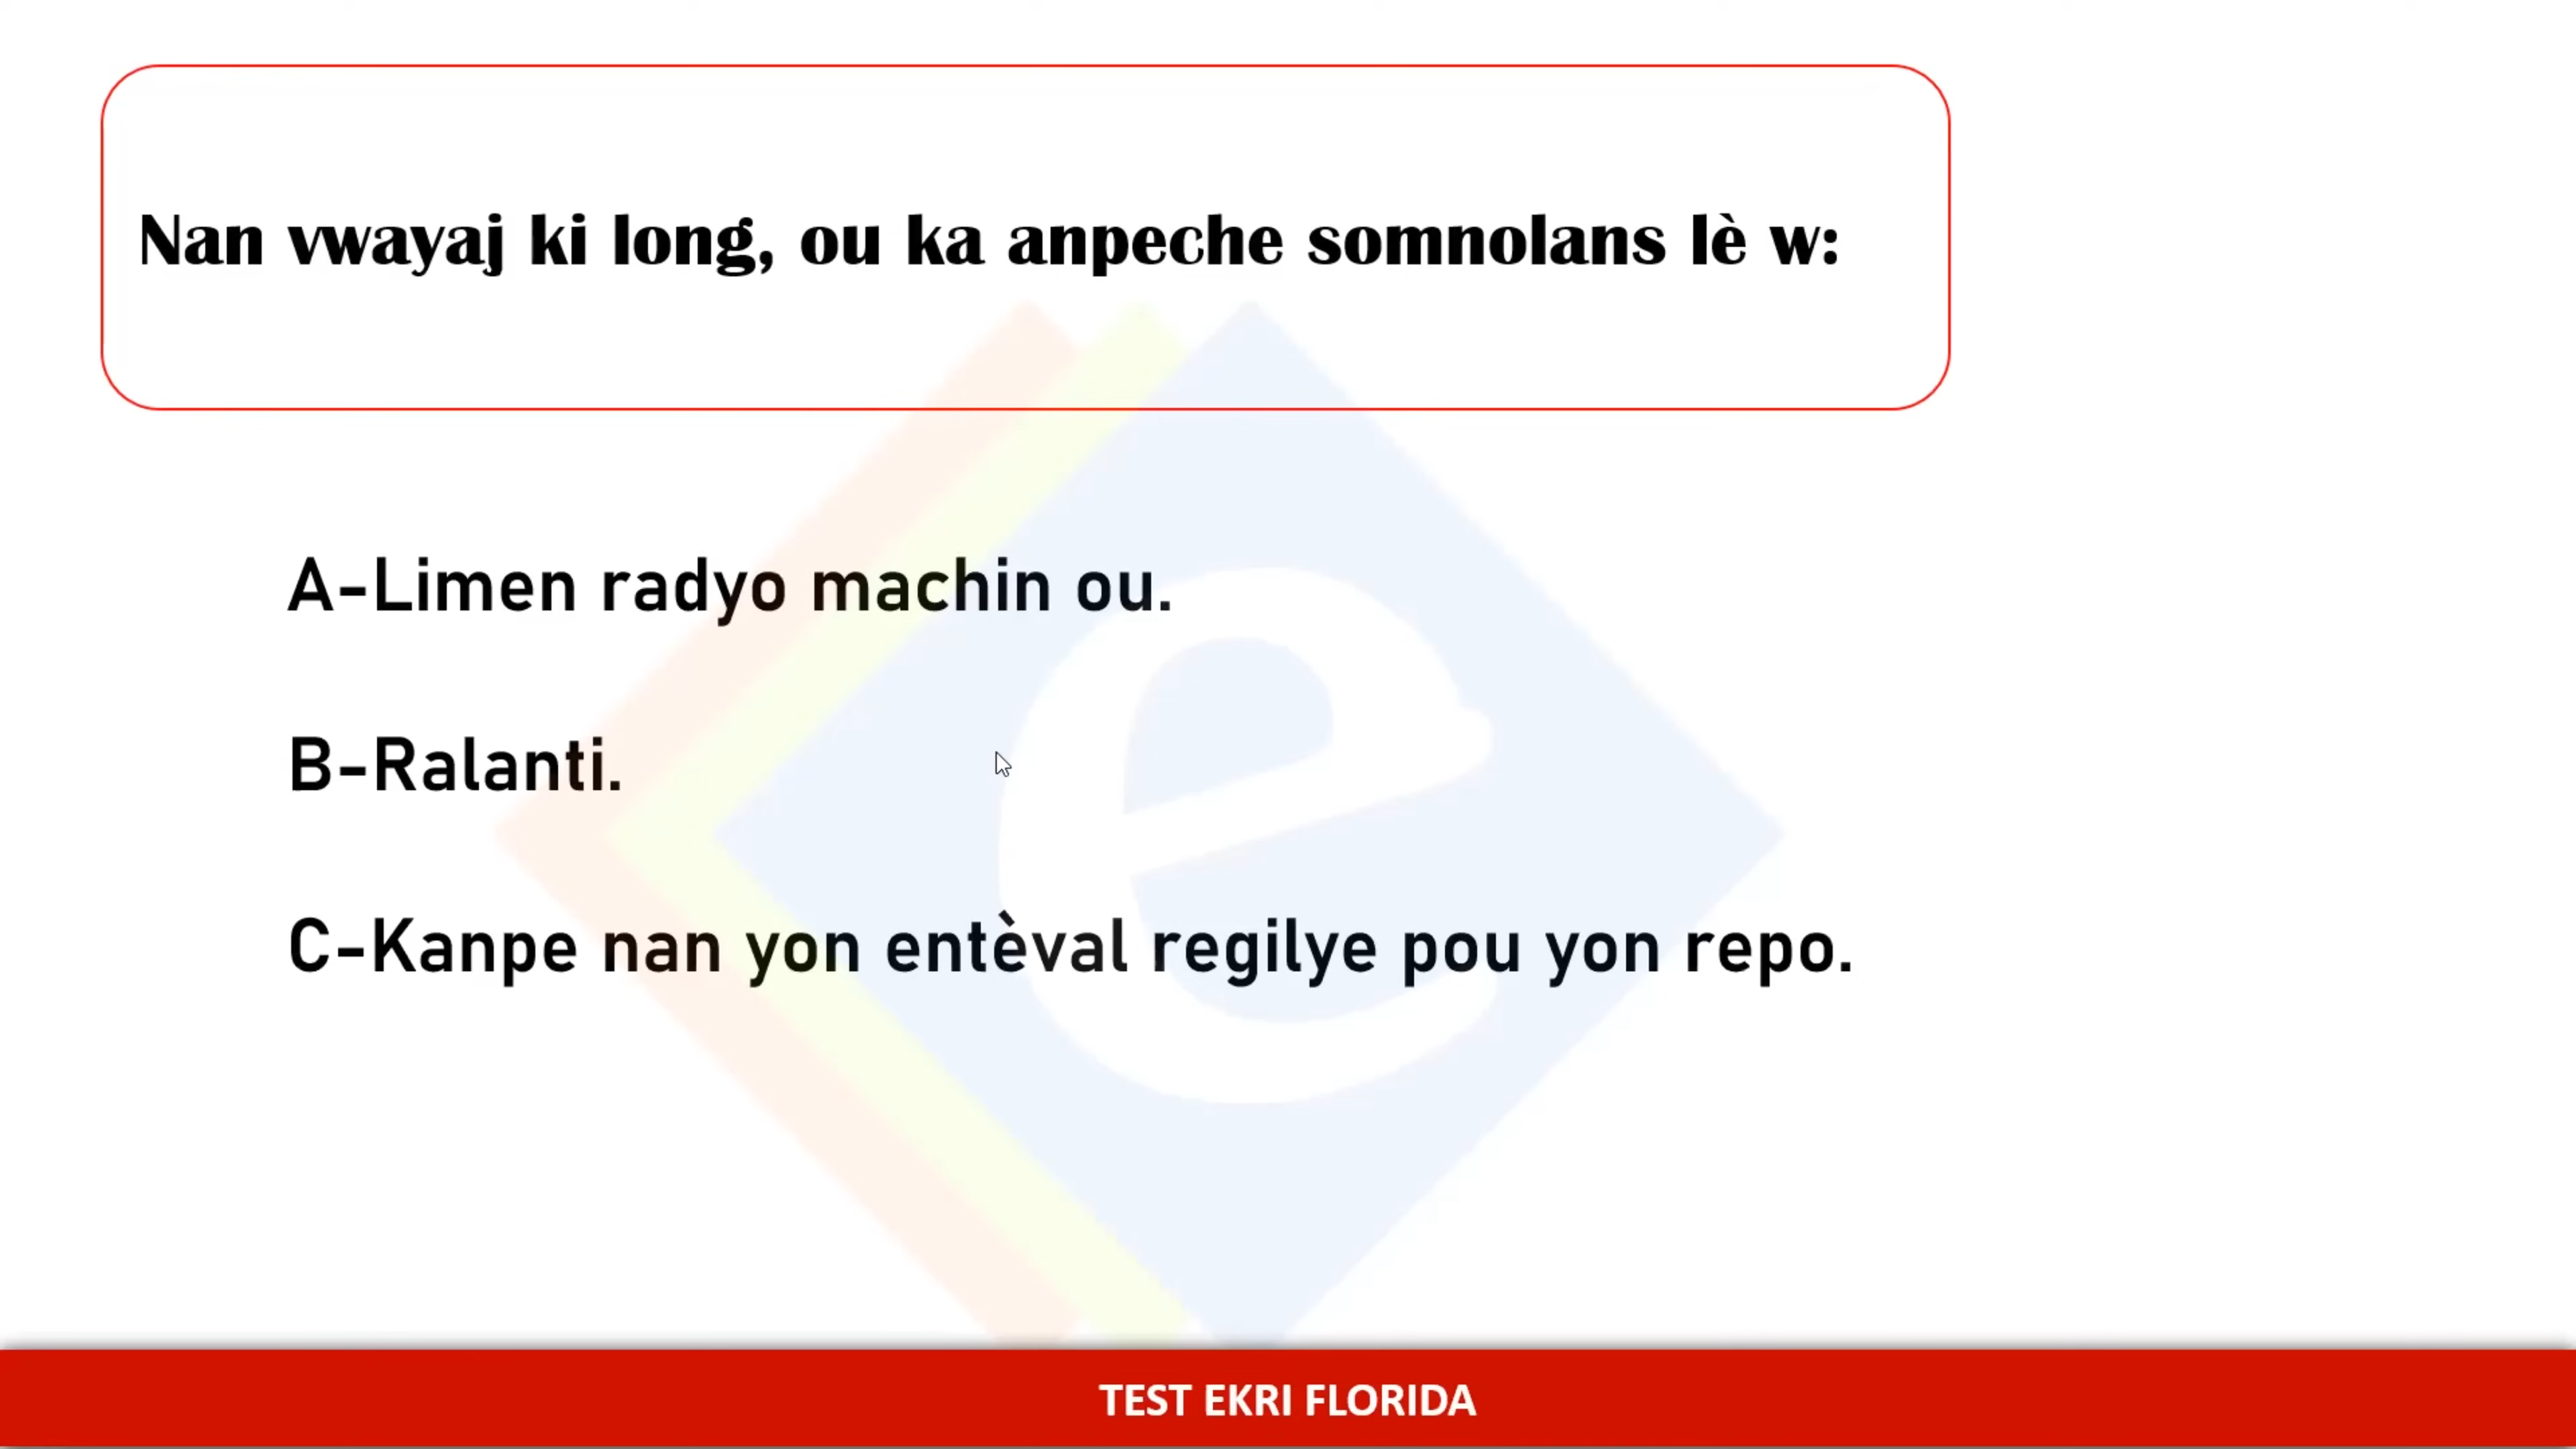 Nan vwayaj ki long, ou ka anpeche somnolans lè w:
A-Limen radyo machin ou.
B-Ralanti.
C-Kanpe nan yon entèval regilye pou yon repo.
e
TEST EKRI FLORIDA